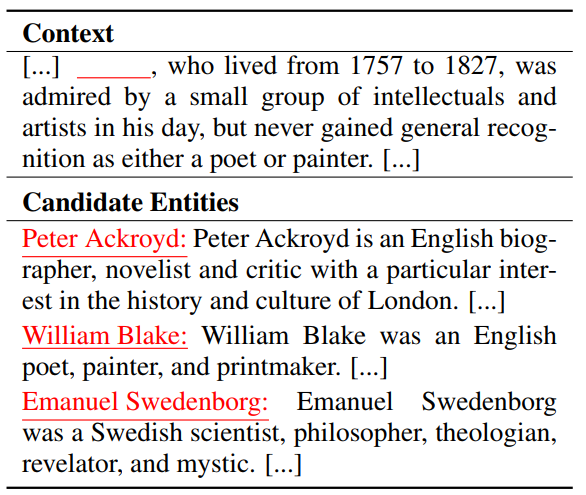 Context
[...] ______, who lived from 1757 to 1827, was
admired by a small group of intellectuals and
artists in his day, but never gained general recog-
nition as either a poet or painter. [...]
Candidate Entities
Peter Ackroyd: Peter Ackroyd is an English biog-
rapher, novelist and critic with a particular inter-
est in the history and culture of London. [...]
William Blake: William Blake was an English
poet, painter, and printmaker. [...]
Emanuel Swedenborg: Emanuel Swedenborg
was a Swedish scientist, philosopher, theologian,
revelator, and mystic. [...]